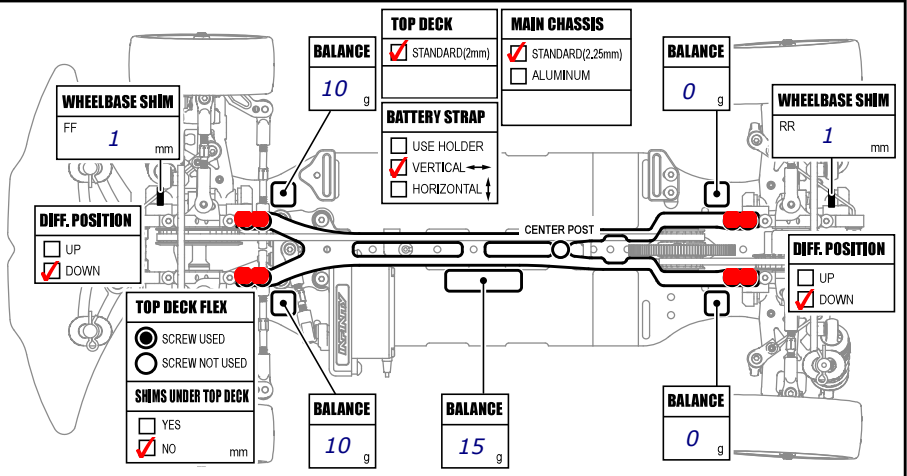 TOP DECK
STANDARD(2mm)
MAIN CHASSIS
STANDARD(2.25mm)
ALUMINUM
BALANCE
10 g
BALANCE
0 g
WHEELBASE SHIM
FF 1 mm
WHEELBASE SHIM
RR 1 mm
BATTERY STRAP
USE HOLDER
VERTICAL
HORIZONTAL
DIFF. POSITION
UP
DOWN
CENTER POST
DIFF. POSITION
UP
DOWN
TOP DECK FLEX
SCREW USED
SCREW NOT USED
SHIMS UNDER TOP DECK
YES
NO mm
INFINITY
BALANCE
10 g
BALANCE
15 g
BALANCE
0 g